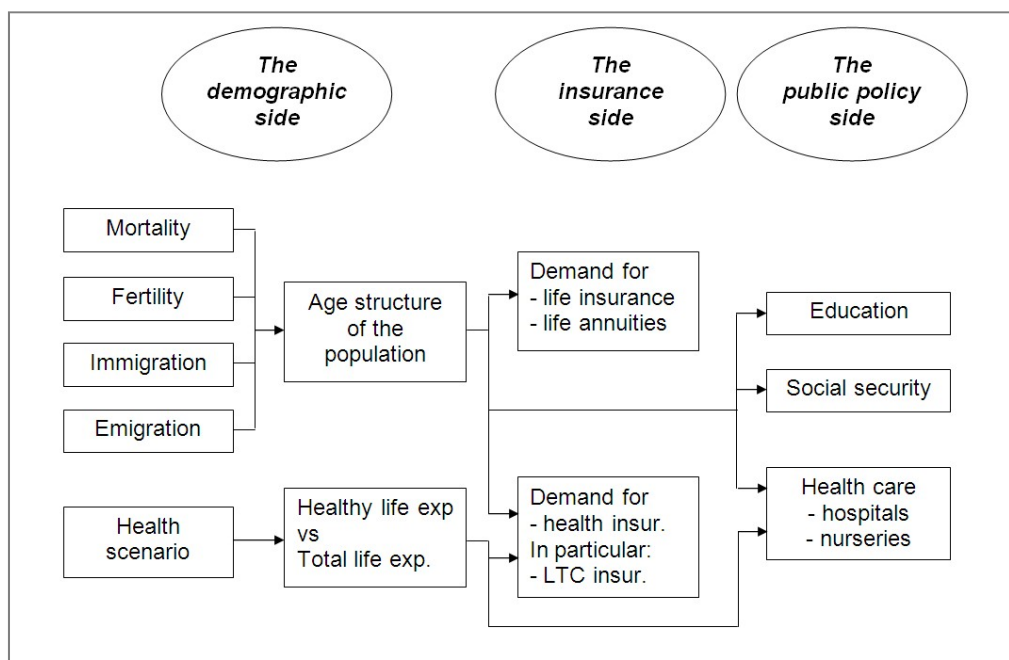 The
demographic
side
The
insurance
side
The
public policy
side
Mortality
Fertility
Immigration
Emigration
Age structure
of the
population
Demand for
- life insurance
- life annuities
Education
Social security
Health
scenario
Healthy life exp
vs
Total life exp.
Demand for
- health insur.
In particular:
- LTC insur.
Health care
- hospitals
- nurseries